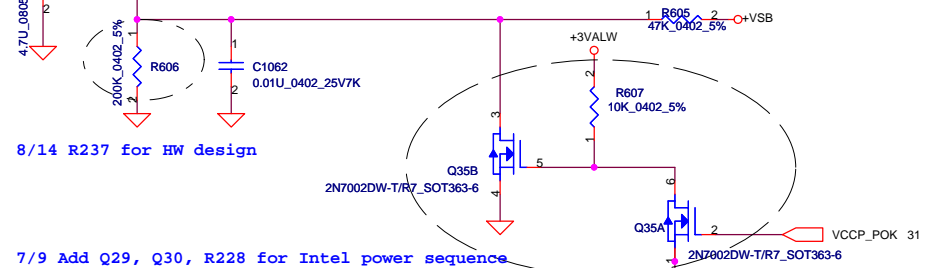 2
4.7U_0805
1 R605 2
47K_0402_5%
+VSB
+3VALW
1
200K_0402_5%
R606
2
1
C1062
0.01U_0402_25V7K
2
2
R607
10K_0402_5%
1
8/14 R237 for HW design
3
Q35B
5
2N7002DW-T/R7_SOT363-6
4
6
Q35A
2
VCCP_POK 31
2N7002DW-T/R7_SOT363-6
1
7/9 Add Q29, Q30, R228 for Intel power sequence